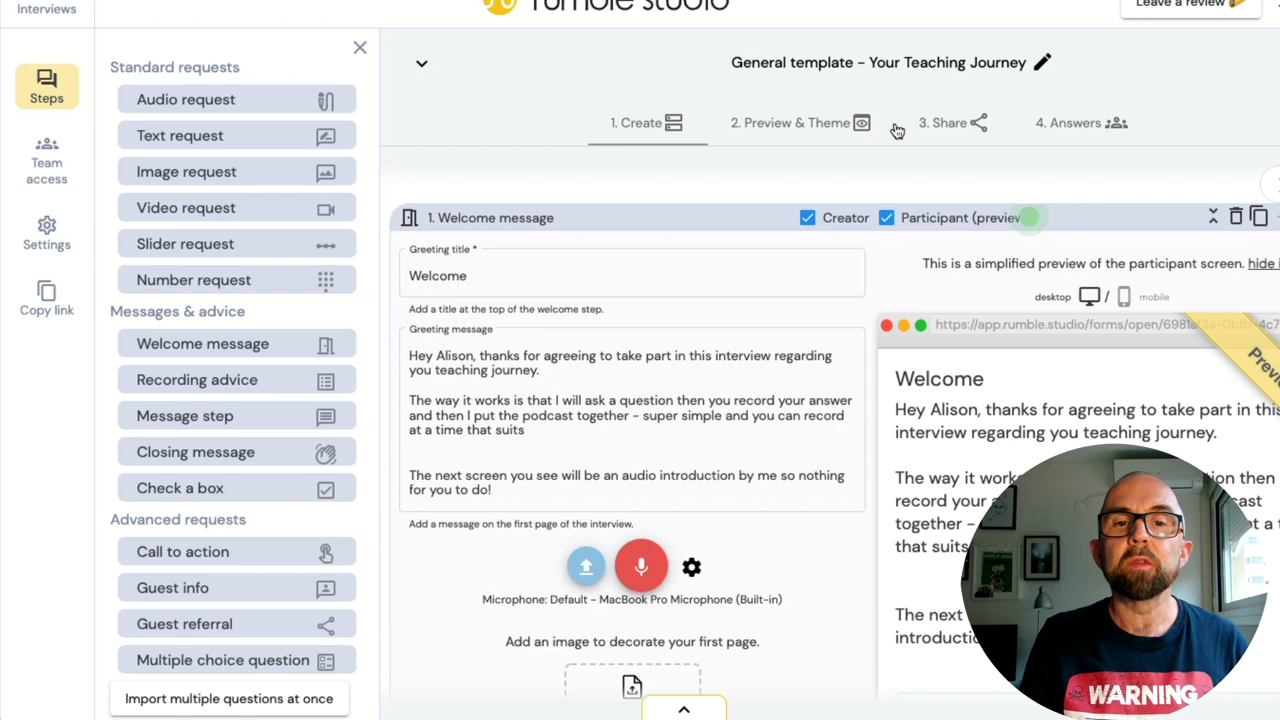 Interviews
rumble studio
Leave a review
Standard requests
General template - Your Teaching Journey
Steps
Audio request
Text request
1. Create
2. Preview & Theme
3. Share
4. Answers
Team
access
Image request
Video request
1. Welcome message
Creator
Participant (preview
Settings
Slider request
Greeting title *
Number request
Welcome
This is a simplified preview of the participant screen. hide
Copy link
Messages & advice
Add a title at the top of the welcome step.
desktop / mobile
Welcome message
Greeting message
https://app.rumble.studio/forms/open/6981
Recording advice
Hey Alison, thanks for agreeing to take part in this interview regarding
you teaching journey.
Message step
The way it works is that I will ask a question then you record your answer
and then I put the podcast together - super simple and you can record
at a time that suits
Closing message
The next screen you see will be an audio introduction by me so nothing
for you to do!
Check a box
Add a message on the first page of the interview.
Advanced requests
Call to action
Guest info
Microphone: Default - MacBook Pro Microphone (Built-in)
Guest referral
Add an image to decorate your first page.
Multiple choice question
Import multiple questions at once
Welcome
Hey Alison, thanks for agreeing to take part in this
interview regarding you teaching journey.
The way it works
record your
together -
that suits
The next
WARNING